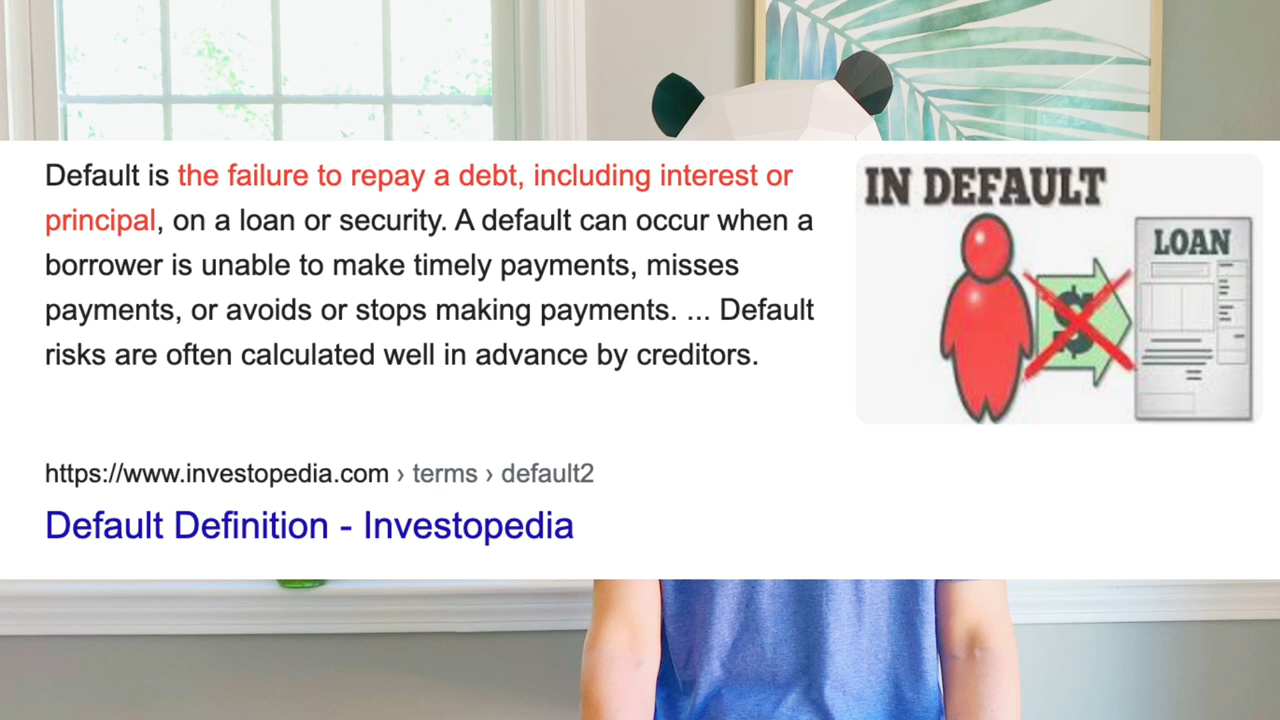 Default is the failure to repay a debt, including interest or
principal, on a loan or security. A default can occur when a
borrower is unable to make timely payments, misses
payments, or avoids or stops making payments. ... Default
risks are often calculated well in advance by creditors.
IN DEFAULT
$
LOAN
https://www.investopedia.com › terms › default2
Default Definition - Investopedia